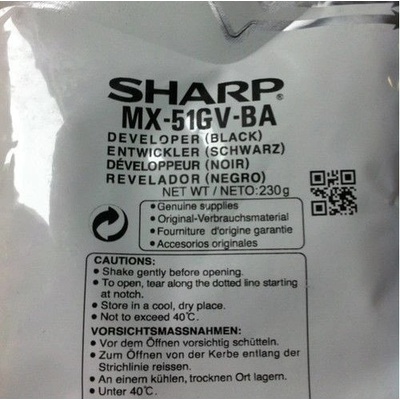 SHARP®
MX-51GV-BA
DEVELOPER (BLACK)
ENTWICKLER (SCHWARZ)
DÉVELOPPEUR (NOIR)
REVELADOR (NEGRO)
NET WT / NETO: 230g
• Genuine supplies
• Original-Verbrauchsmaterial
• Fourniture d'origine garantie
• Accesorios originales
CAUTIONS:
• Shake gently before opening.
• To open, tear along the dotted line starting
at notch.
• Store in a cool, dry place.
• Not to exceed 40℃.
VORSICHTSMASSNAHMEN:
• Vor dem Öffnen vorsichtig schütteln.
• Zum Öffnen von der Kerbe entlang der
Strichlinie reissen.
• An einem kühlen, trocknen Ort lagern.
• Unter 40℃.